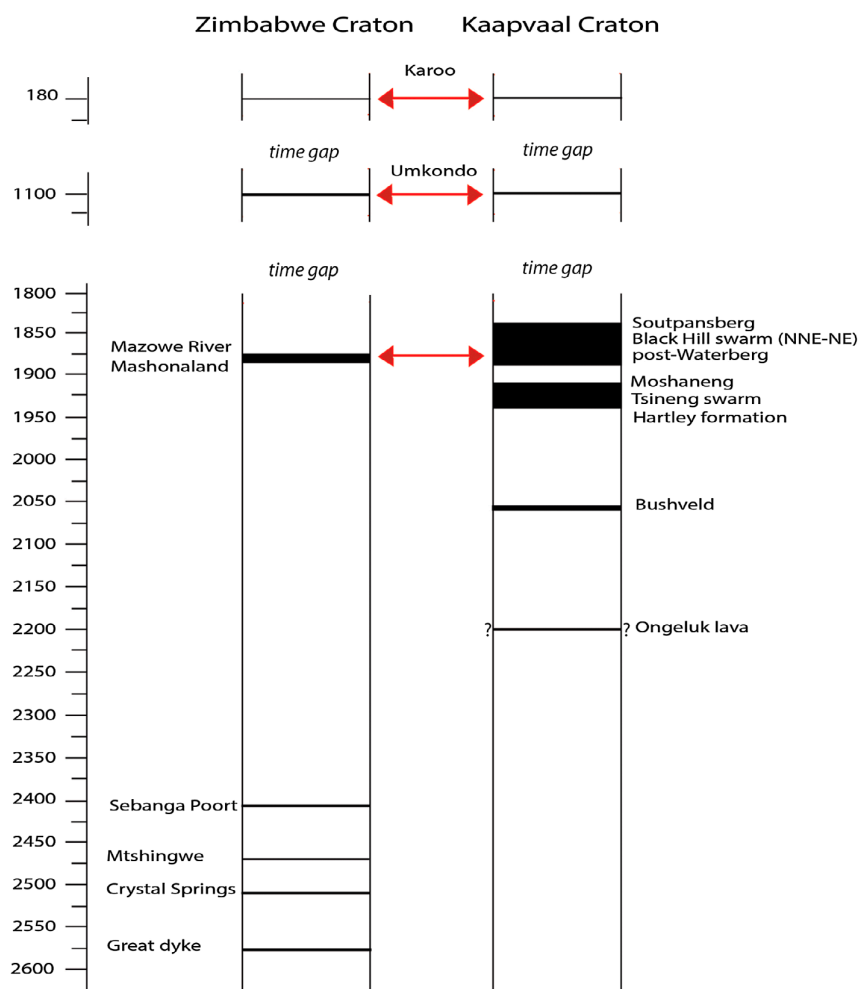 Zimbabwe Craton Kaapvaal Craton
Karoo
180
time gap time gap
Umkondo
1100
time gap time gap
1800
Soutpansberg
Black Hill swarm (NNE-NE)
post-Waterberg
1850
Mazowe River
Mashonaland
1900
Moshaneng
Tsineng swarm
Hartley formation
1950
2000
2050
Bushveld
2100
2150
2200
? ? Ongeluk lava
2250
2300
2350
2400
Sebanga Poort
2450
Mtshingwe
2500
Crystal Springs
2550
Great dyke
2600